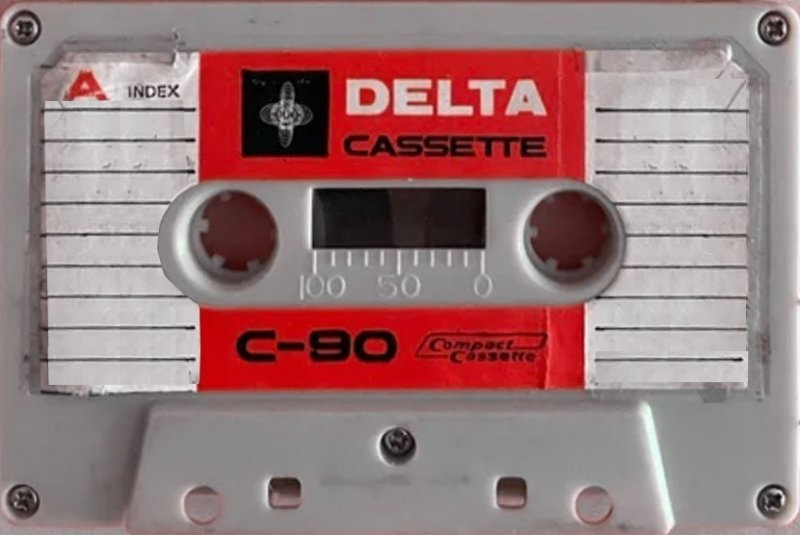 A INDEX
DELTA
CASSETTE
100 50 0
C-90
Compact
Cassette